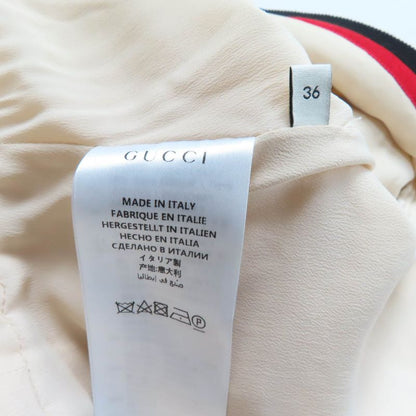 36
GUCCI
MADE IN ITALY
FABRIQUE EN ITALIE
HERGESTELLT IN ITALIEN
HECHO EN ITALIA
СДЕЛАНО В ИТАЛИИ
イタリア製
产地:意大利
صنع في ايطاليا
P